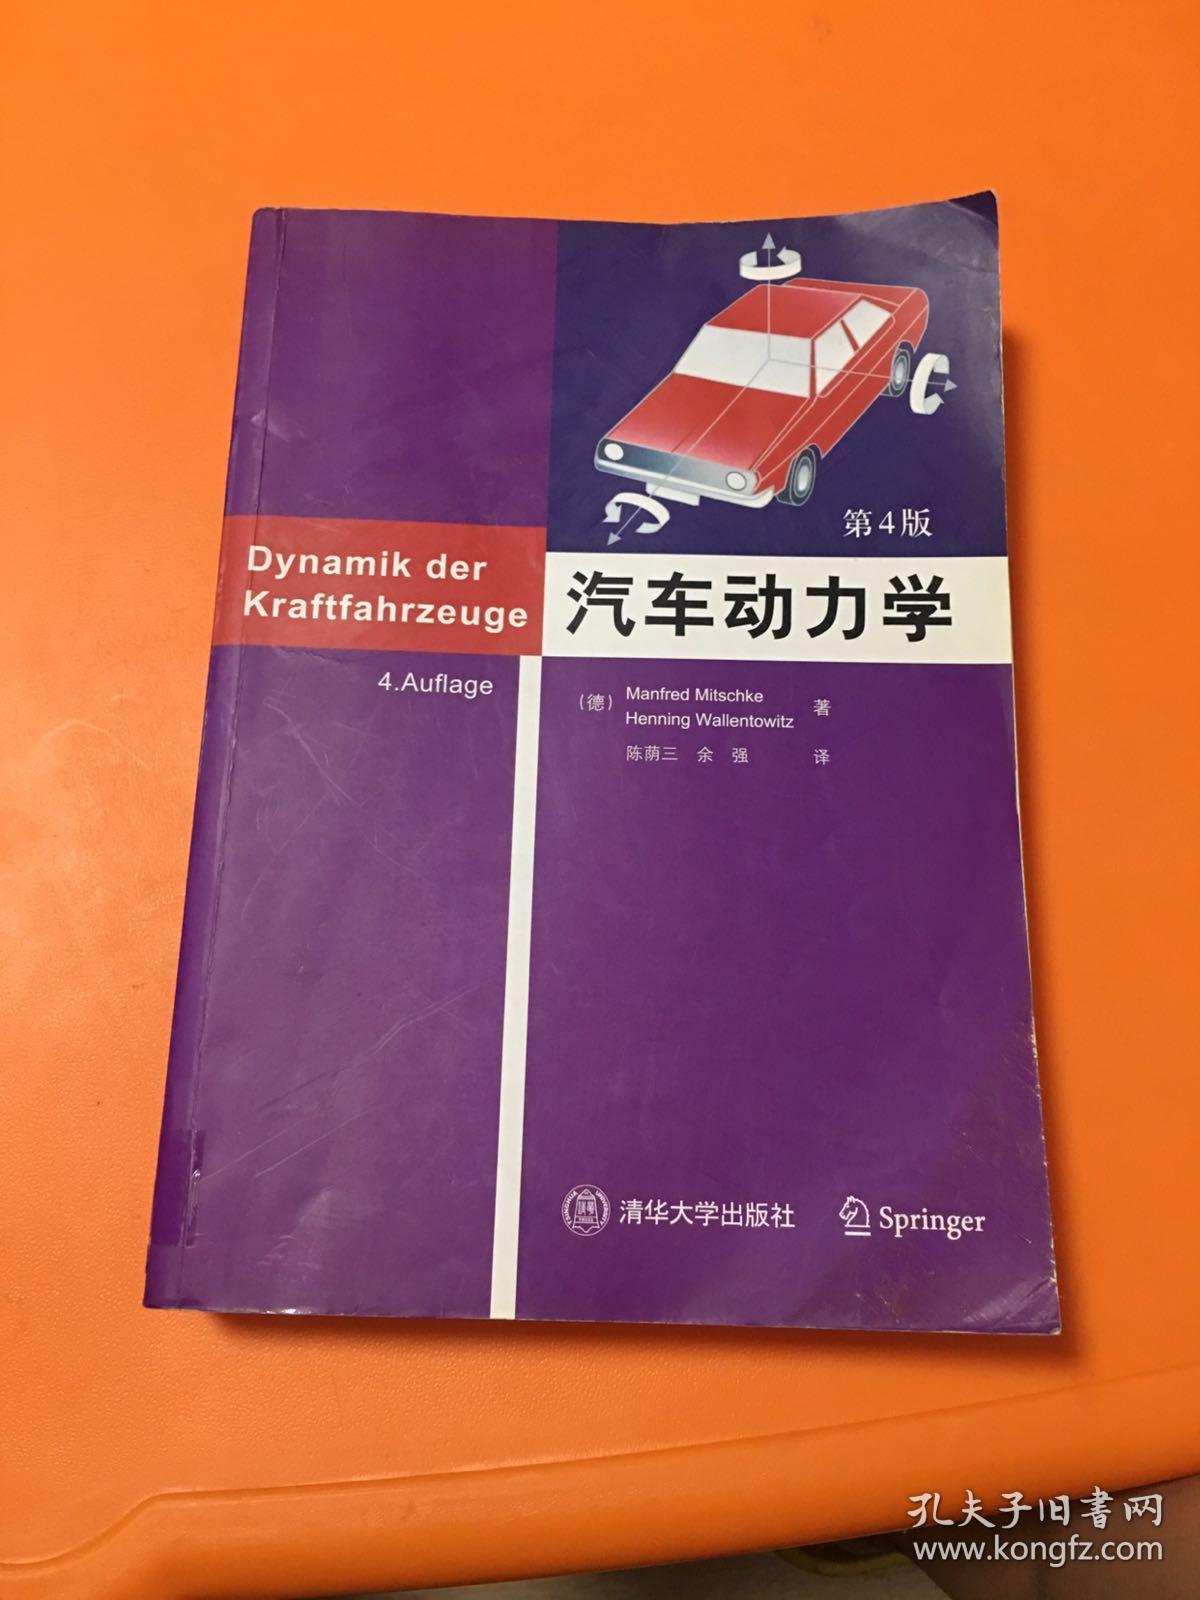 第4版
Dynamik der
Kraftfahrzeuge
汽车动力学
4.Auflage
(德) Manfred Mitschke
Henning Wallentowitz 著
陈荫三 余 强 译
清华大学出版社
Springer
孔夫子旧书网
www.kongfz.com